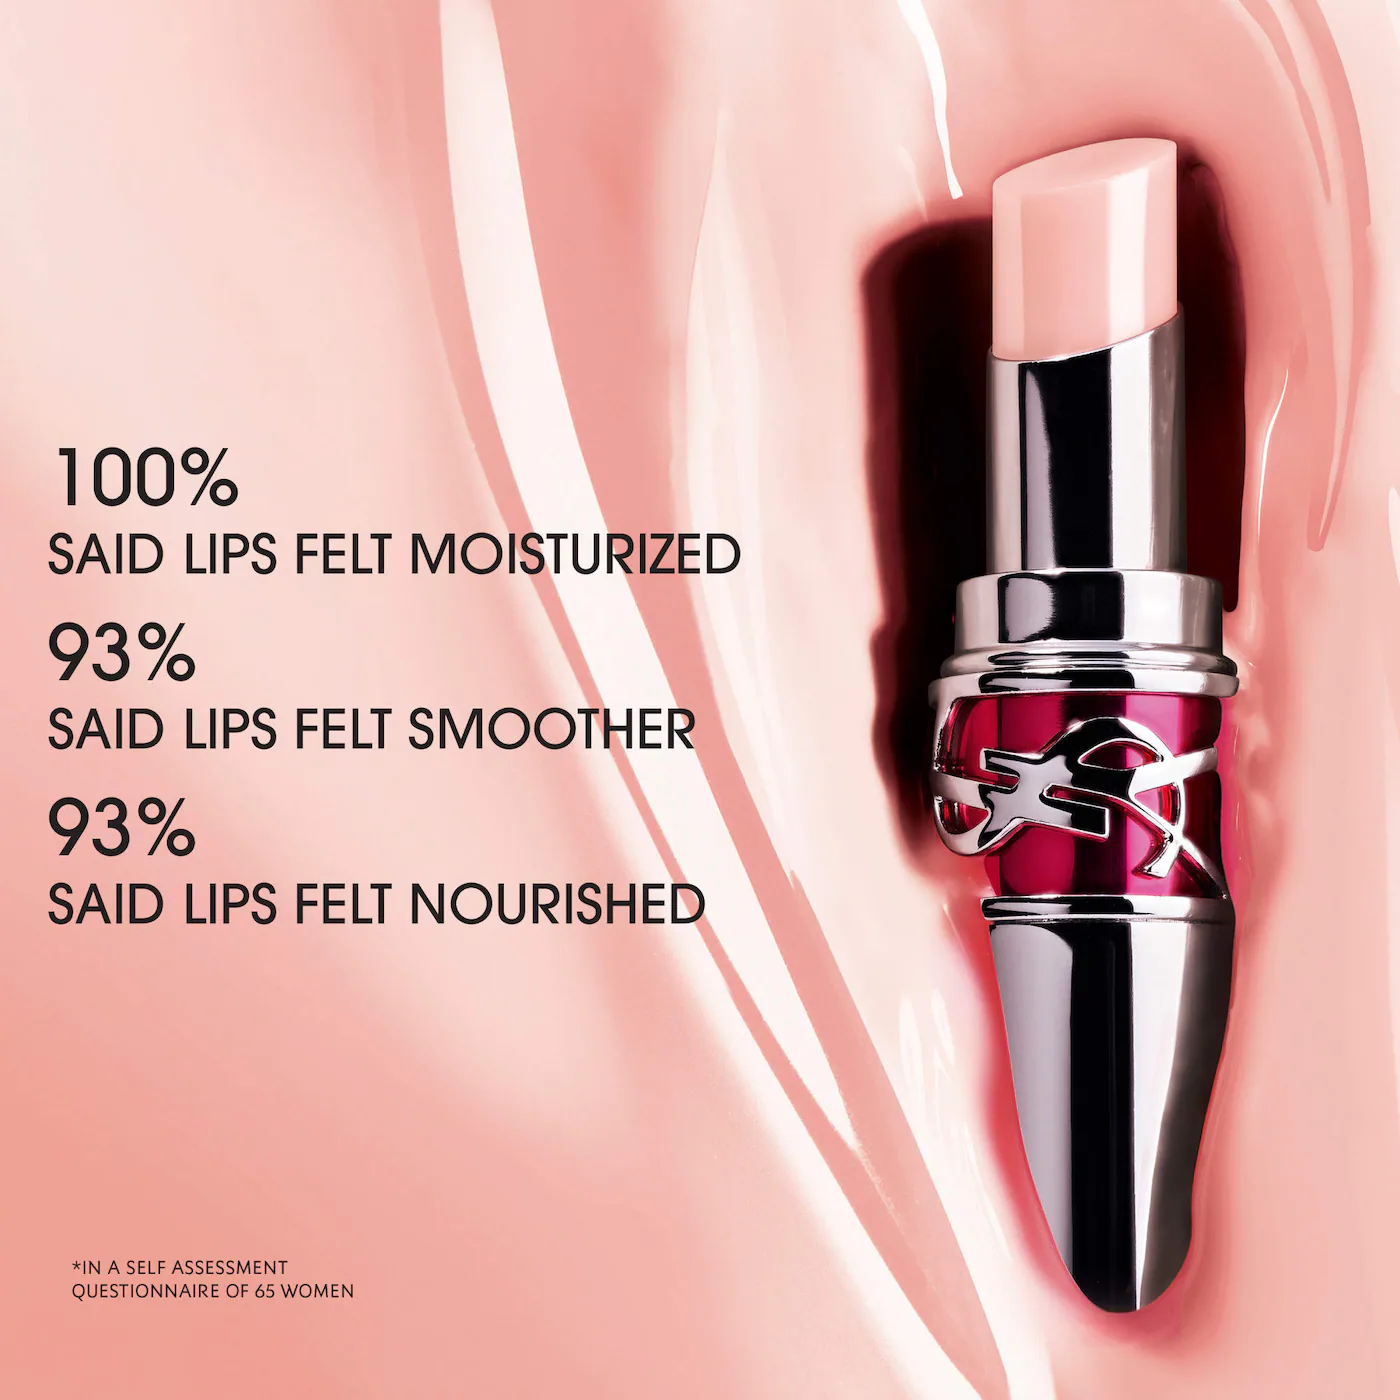 100%
SAID LIPS FELT MOISTURIZED
93%
SAID LIPS FELT SMOOTHER
93%
SAID LIPS FELT NOURISHED
*IN A SELF ASSESSMENT
QUESTIONNAIRE OF 65 WOMEN